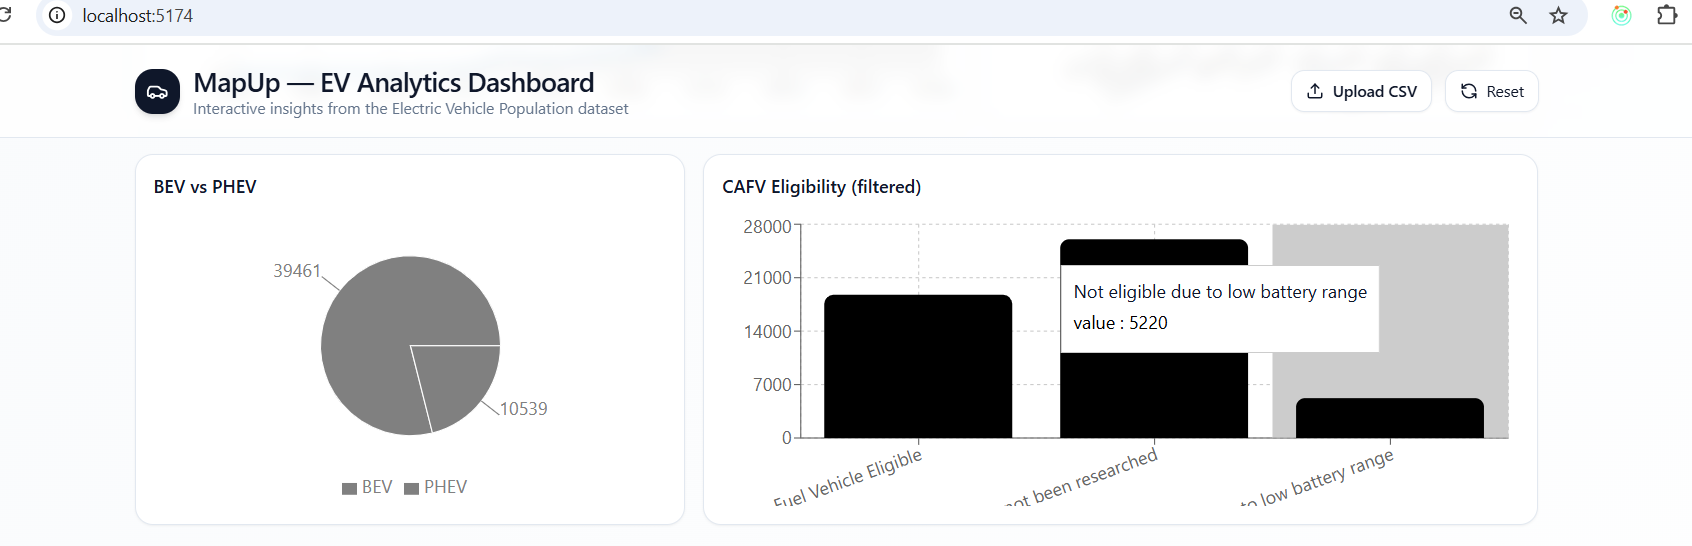 localhost:5174
MapUp — EV Analytics Dashboard
Interactive insights from the Electric Vehicle Population dataset
Upload CSV
Reset
BEV vs PHEV
39461
10539
BEV PHEV
CAFV Eligibility (filtered)
28000
21000
14000
7000
0
Not eligible due to low battery range
value : 5220
Fuel Vehicle Eligible
not been researched
to low battery range